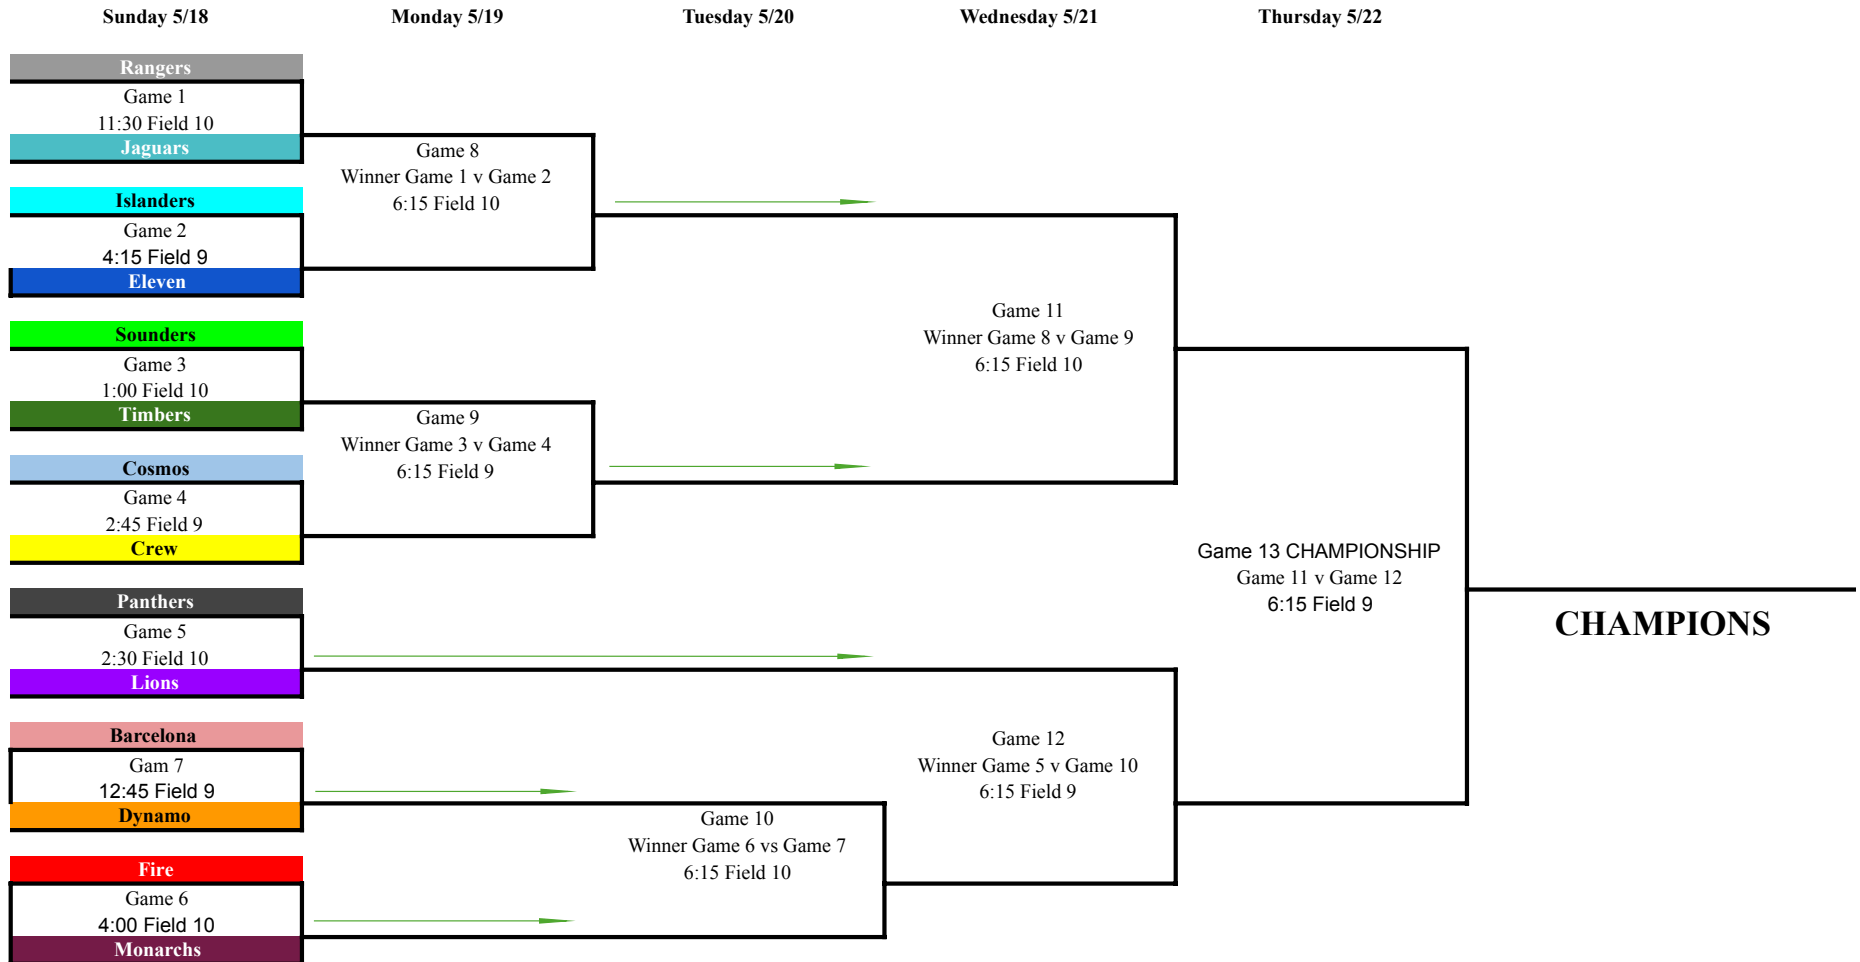 Sunday 5/18
Monday 5/19
Tuesday 5/20
Wednesday 5/21
Thursday 5/22
Rangers
Game 1
11:30 Field 10
Jaguars
Islanders
Game 2
4:15 Field 9
Eleven
Sounders
Game 3
1:00 Field 10
Timbers
Cosmos
Game 4
2:45 Field 9
Crew
Panthers
Game 5
2:30 Field 10
Lions
Barcelona
Gam 7
12:45 Field 9
Dynamo
Fire
Game 6
4:00 Field 10
Monarchs
Game 8
Winner Game 1 v Game 2
6:15 Field 10
Game 9
Winner Game 3 v Game 4
6:15 Field 9
Game 10
Winner Game 6 vs Game 7
6:15 Field 10
Game 11
Winner Game 8 v Game 9
6:15 Field 10
Game 12
Winner Game 5 v Game 10
6:15 Field 9
Game 13 CHAMPIONSHIP
Game 11 v Game 12
6:15 Field 9
CHAMPIONS